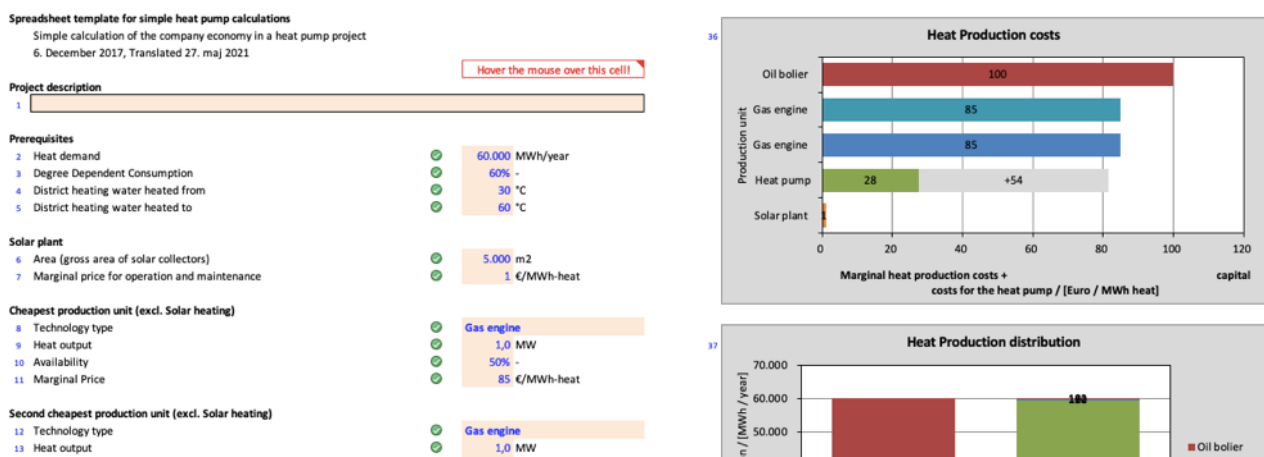 Spreadsheet template for simple heat pump calculations
Simple calculation of the company economy in a heat pump project
6. December 2017, Translated 27. maj 2021
Hover the mouse over this cell!
Project description
1
Prerequisites
2 Heat demand 60.000 MWh/year
3 Degree Dependent Consumption 60% -
4 District heating water heated from 30 °C
5 District heating water heated to 60 °C
Solar plant
6 Area (gross area of solar collectors) 5.000 m2
7 Marginal price for operation and maintenance 1 €/MWh-heat
Cheapest production unit (excl. Solar heating)
8 Technology type Gas engine
9 Heat output 1,0 MW
10 Availability 50% -
11 Marginal Price 85 €/MWh-heat
Second cheapest production unit (excl. Solar heating)
12 Technology type Gas engine
13 Heat output 1,0 MW
36
Heat Production costs
Production unit
Oil bolier 100
Gas engine 85
Gas engine 85
Heat pump 28 +54
Solar plant 1
0 20 40 60 80 100 120
Marginal heat production costs + capital
costs for the heat pump / [Euro / MWh heat]
37
Heat Production distribution
n / [MWh / year]
70.000
60.000
50.000
Oil bolier